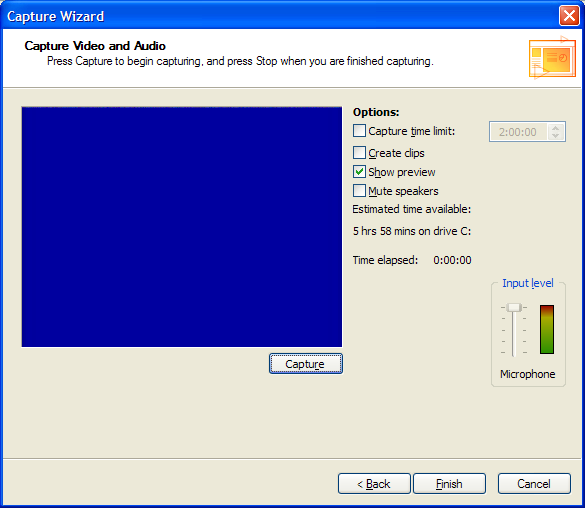 Capture Wizard
Capture Video and Audio
Press Capture to begin capturing, and press Stop when you are finished capturing.
Options:
Capture time limit:
2:00:00
Create clips
Show preview
Mute speakers
Estimated time available:
5 hrs 58 mins on drive C:
Time elapsed: 0:00:00
Input level
Microphone
Capture
< Back
Finish
Cancel